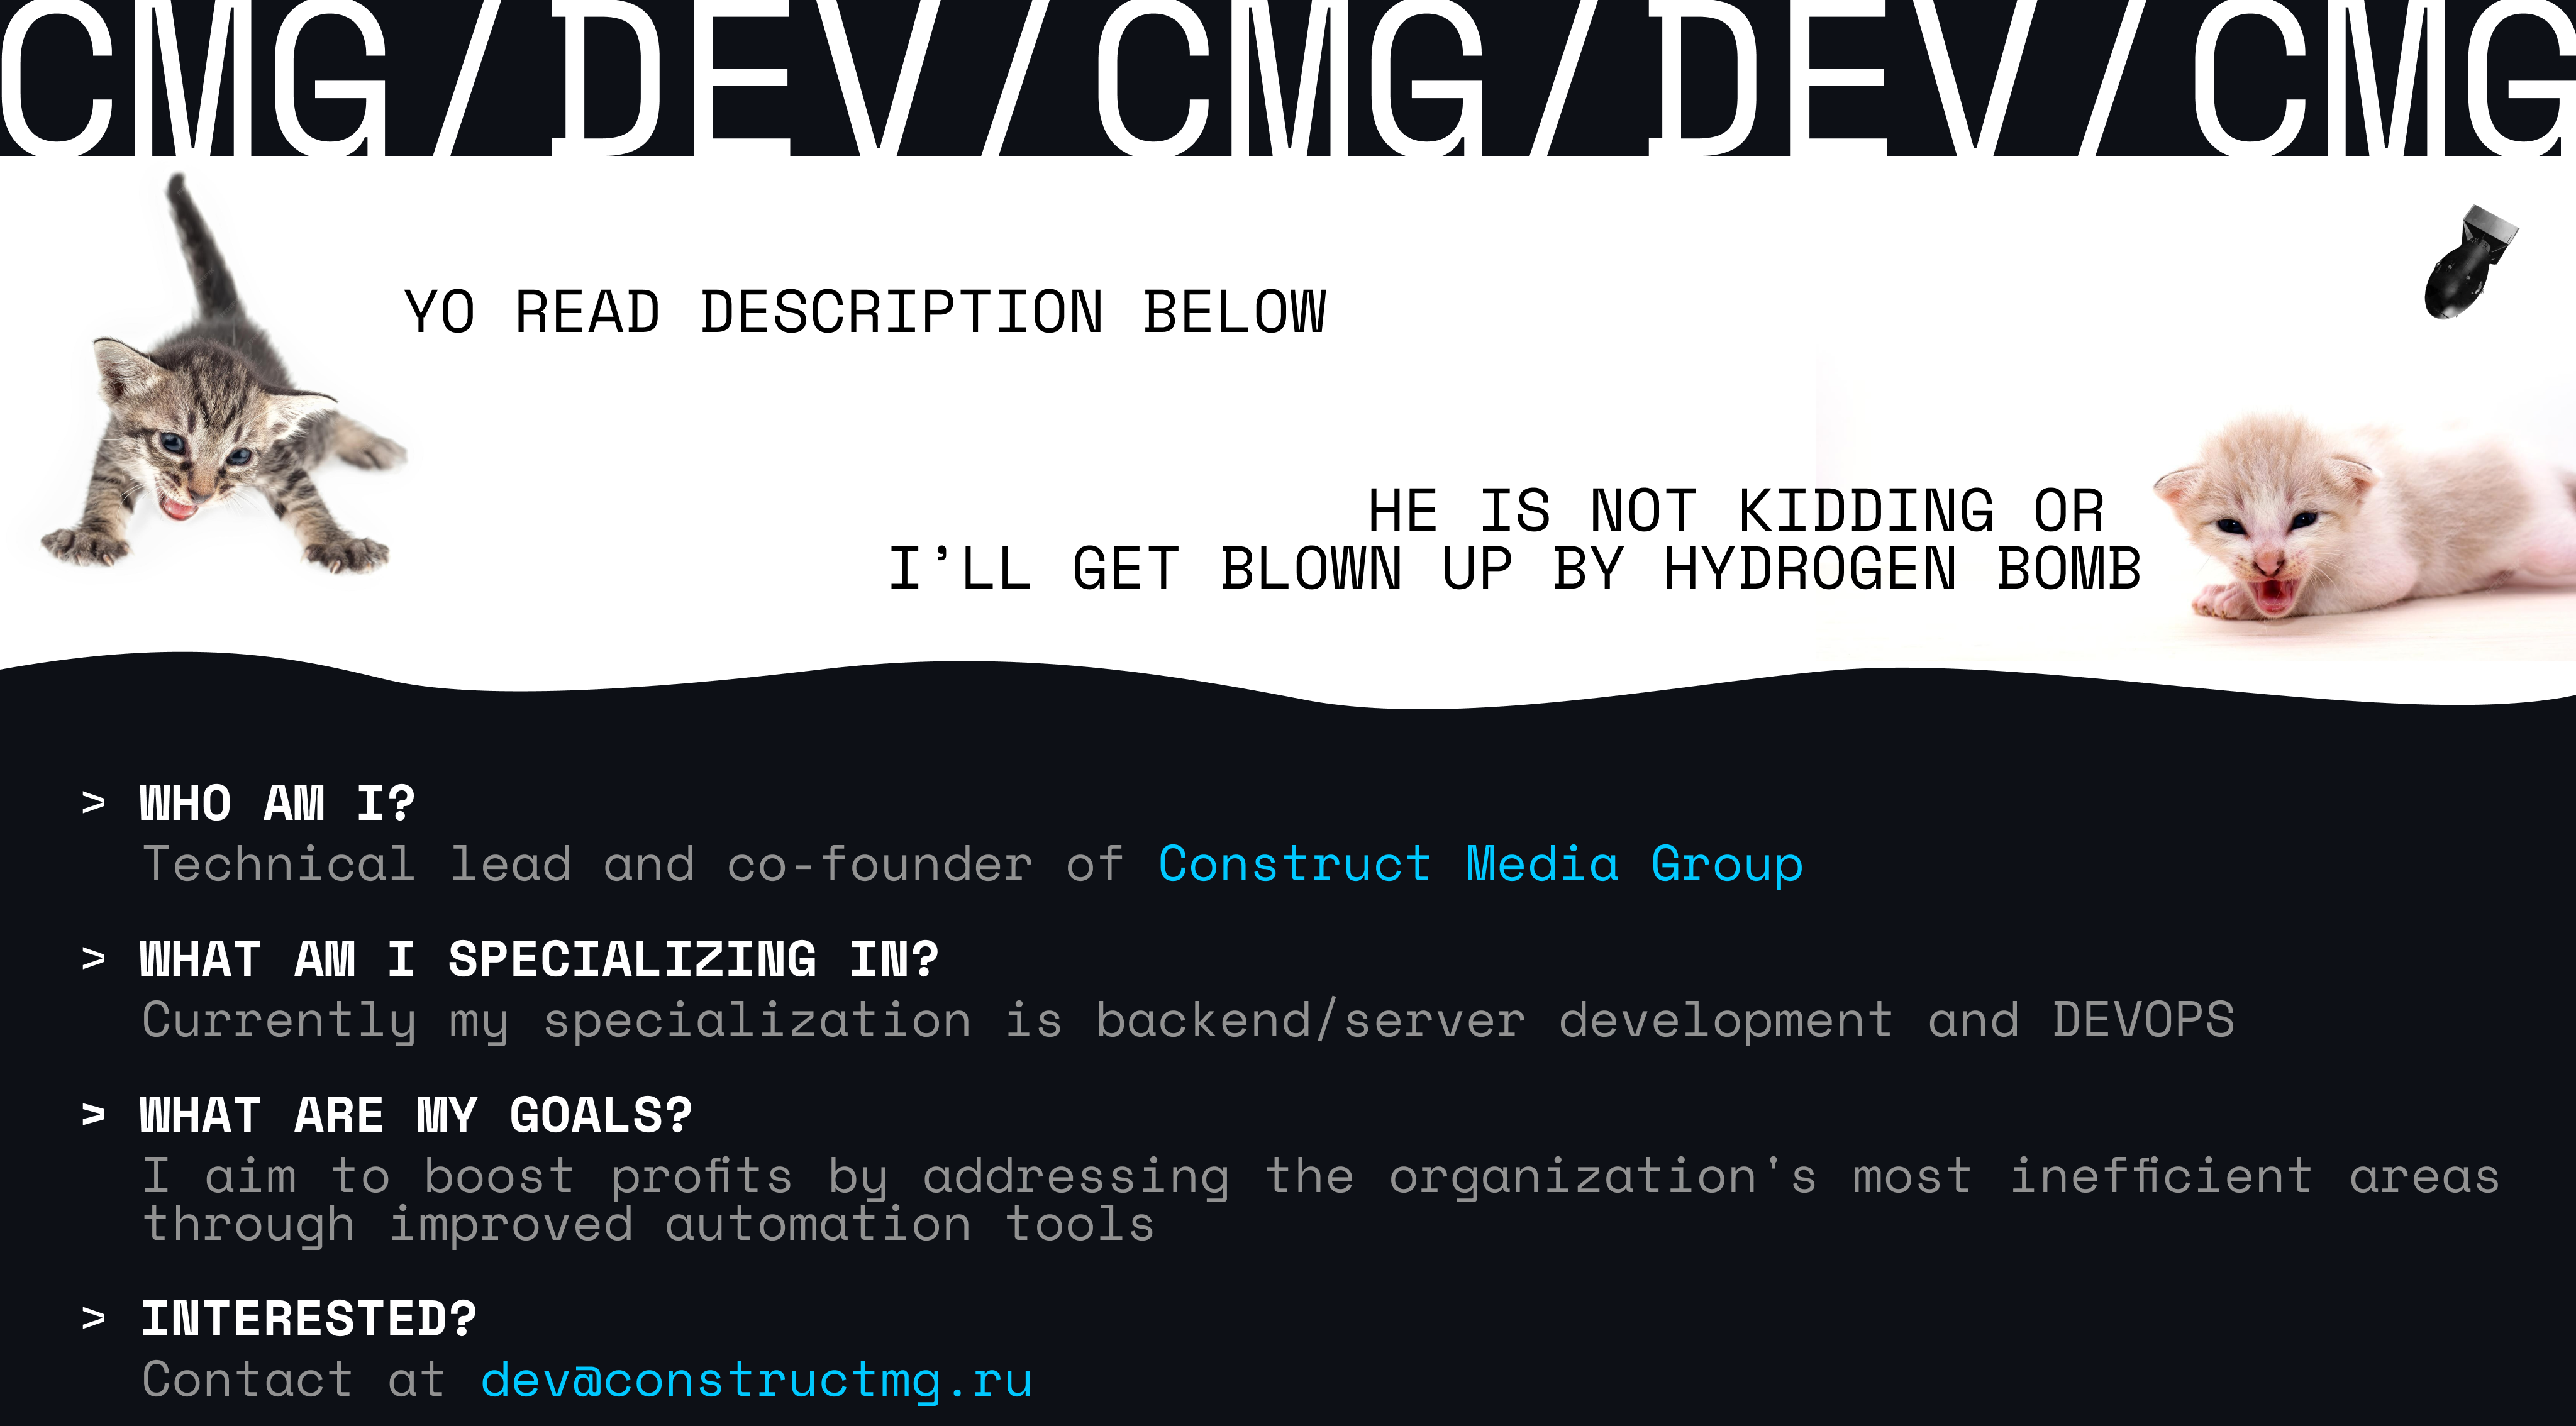 CMG/DEV/CMG/DEV/CMG
YO READ DESCRIPTION BELOW
HE IS NOT KIDDING OR
I’LL GET BLOWN UP BY HYDROGEN BOMB
> WHO AM I?
Technical lead and co-founder of Construct Media Group
> WHAT AM I SPECIALIZING IN?
Currently my specialization is backend/server development and DEVOPS
> WHAT ARE MY GOALS?
I aim to boost profits by addressing the organization's most inefficient areas
through improved automation tools
> INTERESTED?
Contact at dev@constructmg.ru